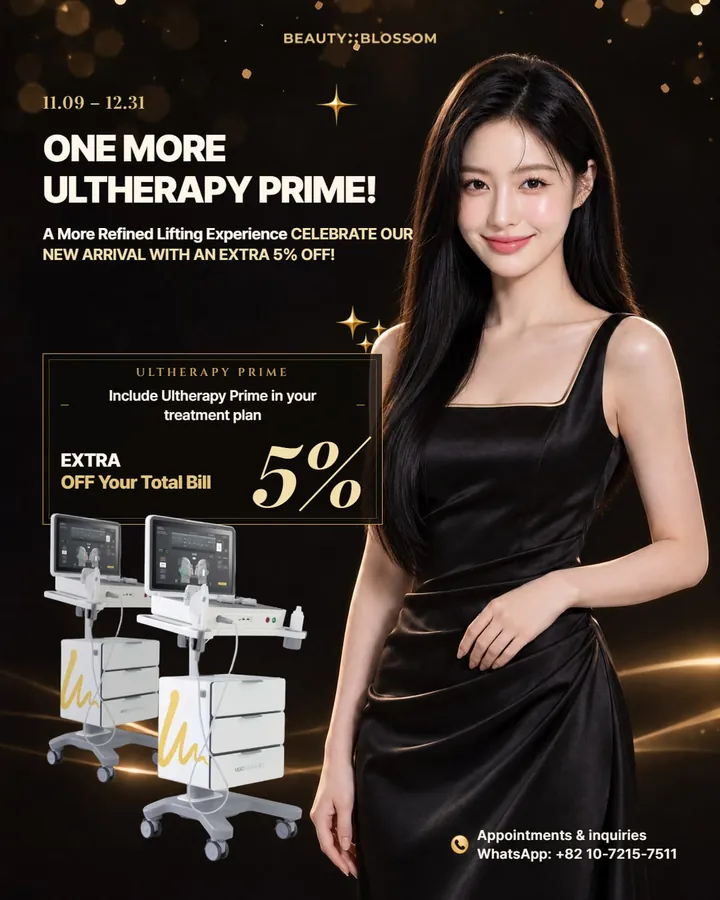 BEAUTY::BLOSSOM
11.09 – 12.31
ONE MORE
ULTHERAPY PRIME!
A More Refined Lifting Experience CELEBRATE OUR
NEW ARRIVAL WITH AN EXTRA 5% OFF!
ULTHERAPY PRIME
Include Ultherapy Prime in your
treatment plan
EXTRA
OFF Your Total Bill
5%
Appointments & inquiries
WhatsApp: +82 10-7215-7511